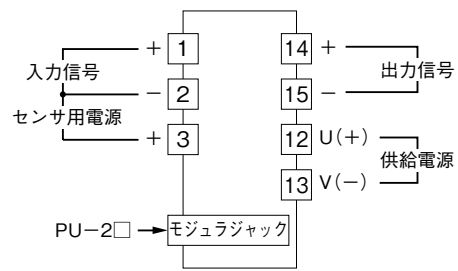 + 1
入力信号
− 2
センサ用電源
+ 3
14 +
出力信号
15 −
12 U(+)
供給電源
13 V(−)
PU−2□ → モジュラジャック